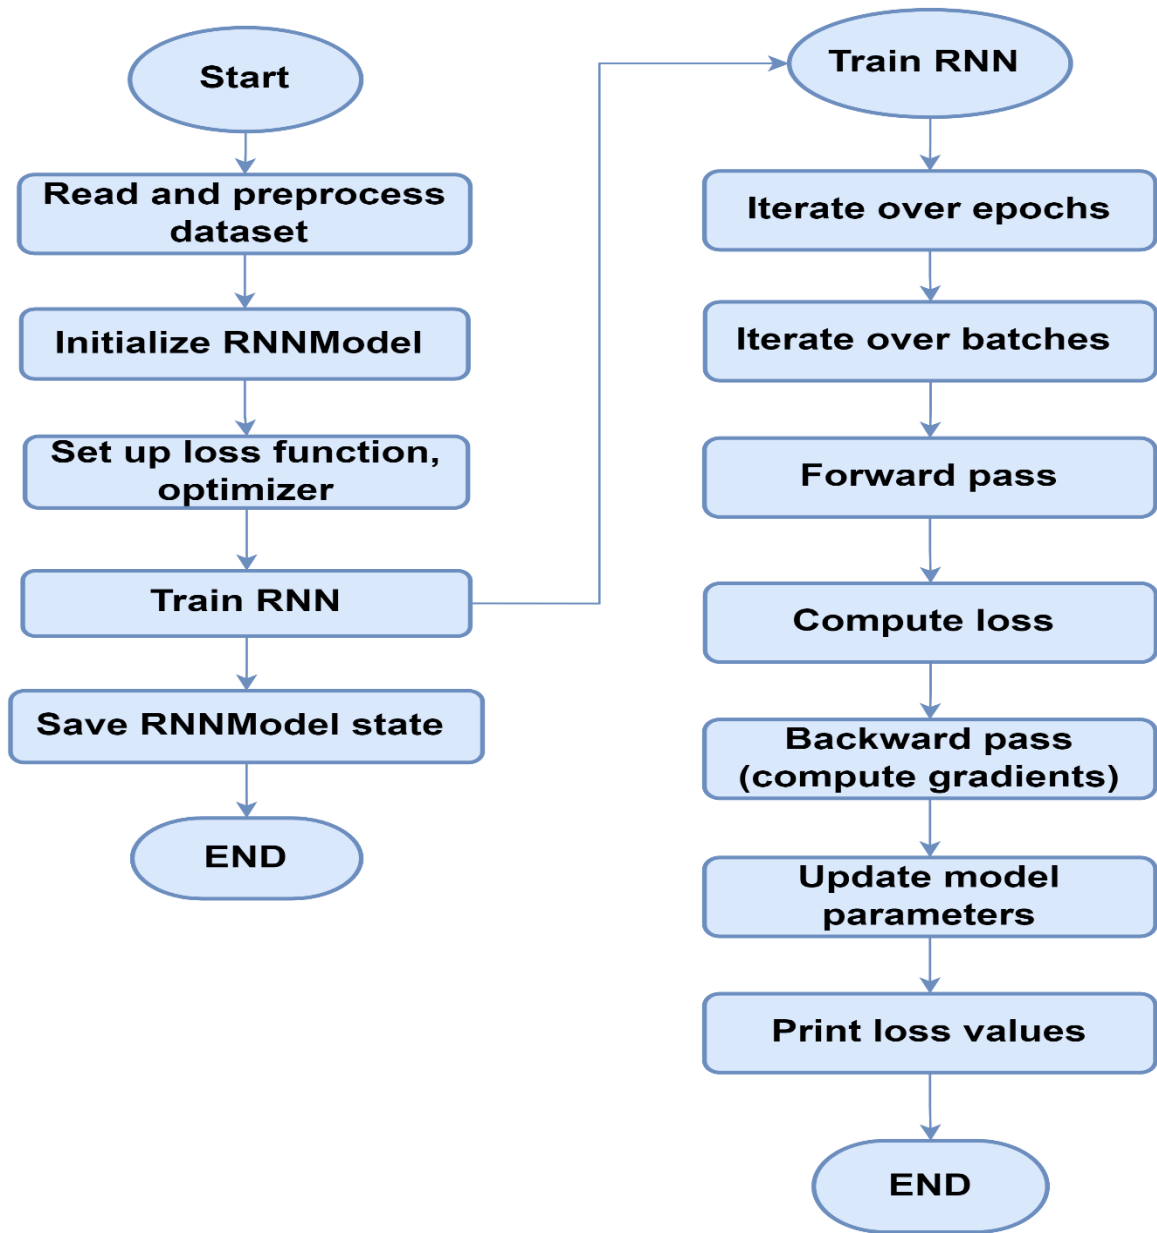 Start
Read and preprocess
dataset
Initialize RNNModel
Set up loss function,
optimizer
Train RNN
Save RNNModel state
END
Train RNN
Iterate over epochs
Iterate over batches
Forward pass
Compute loss
Backward pass
(compute gradients)
Update model
parameters
Print loss values
END